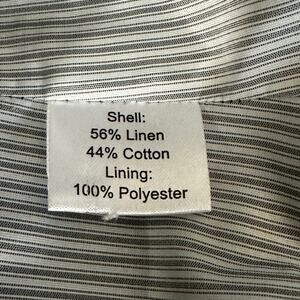 Shell:
56% Linen
44% Cotton
Lining:
100% Polyester